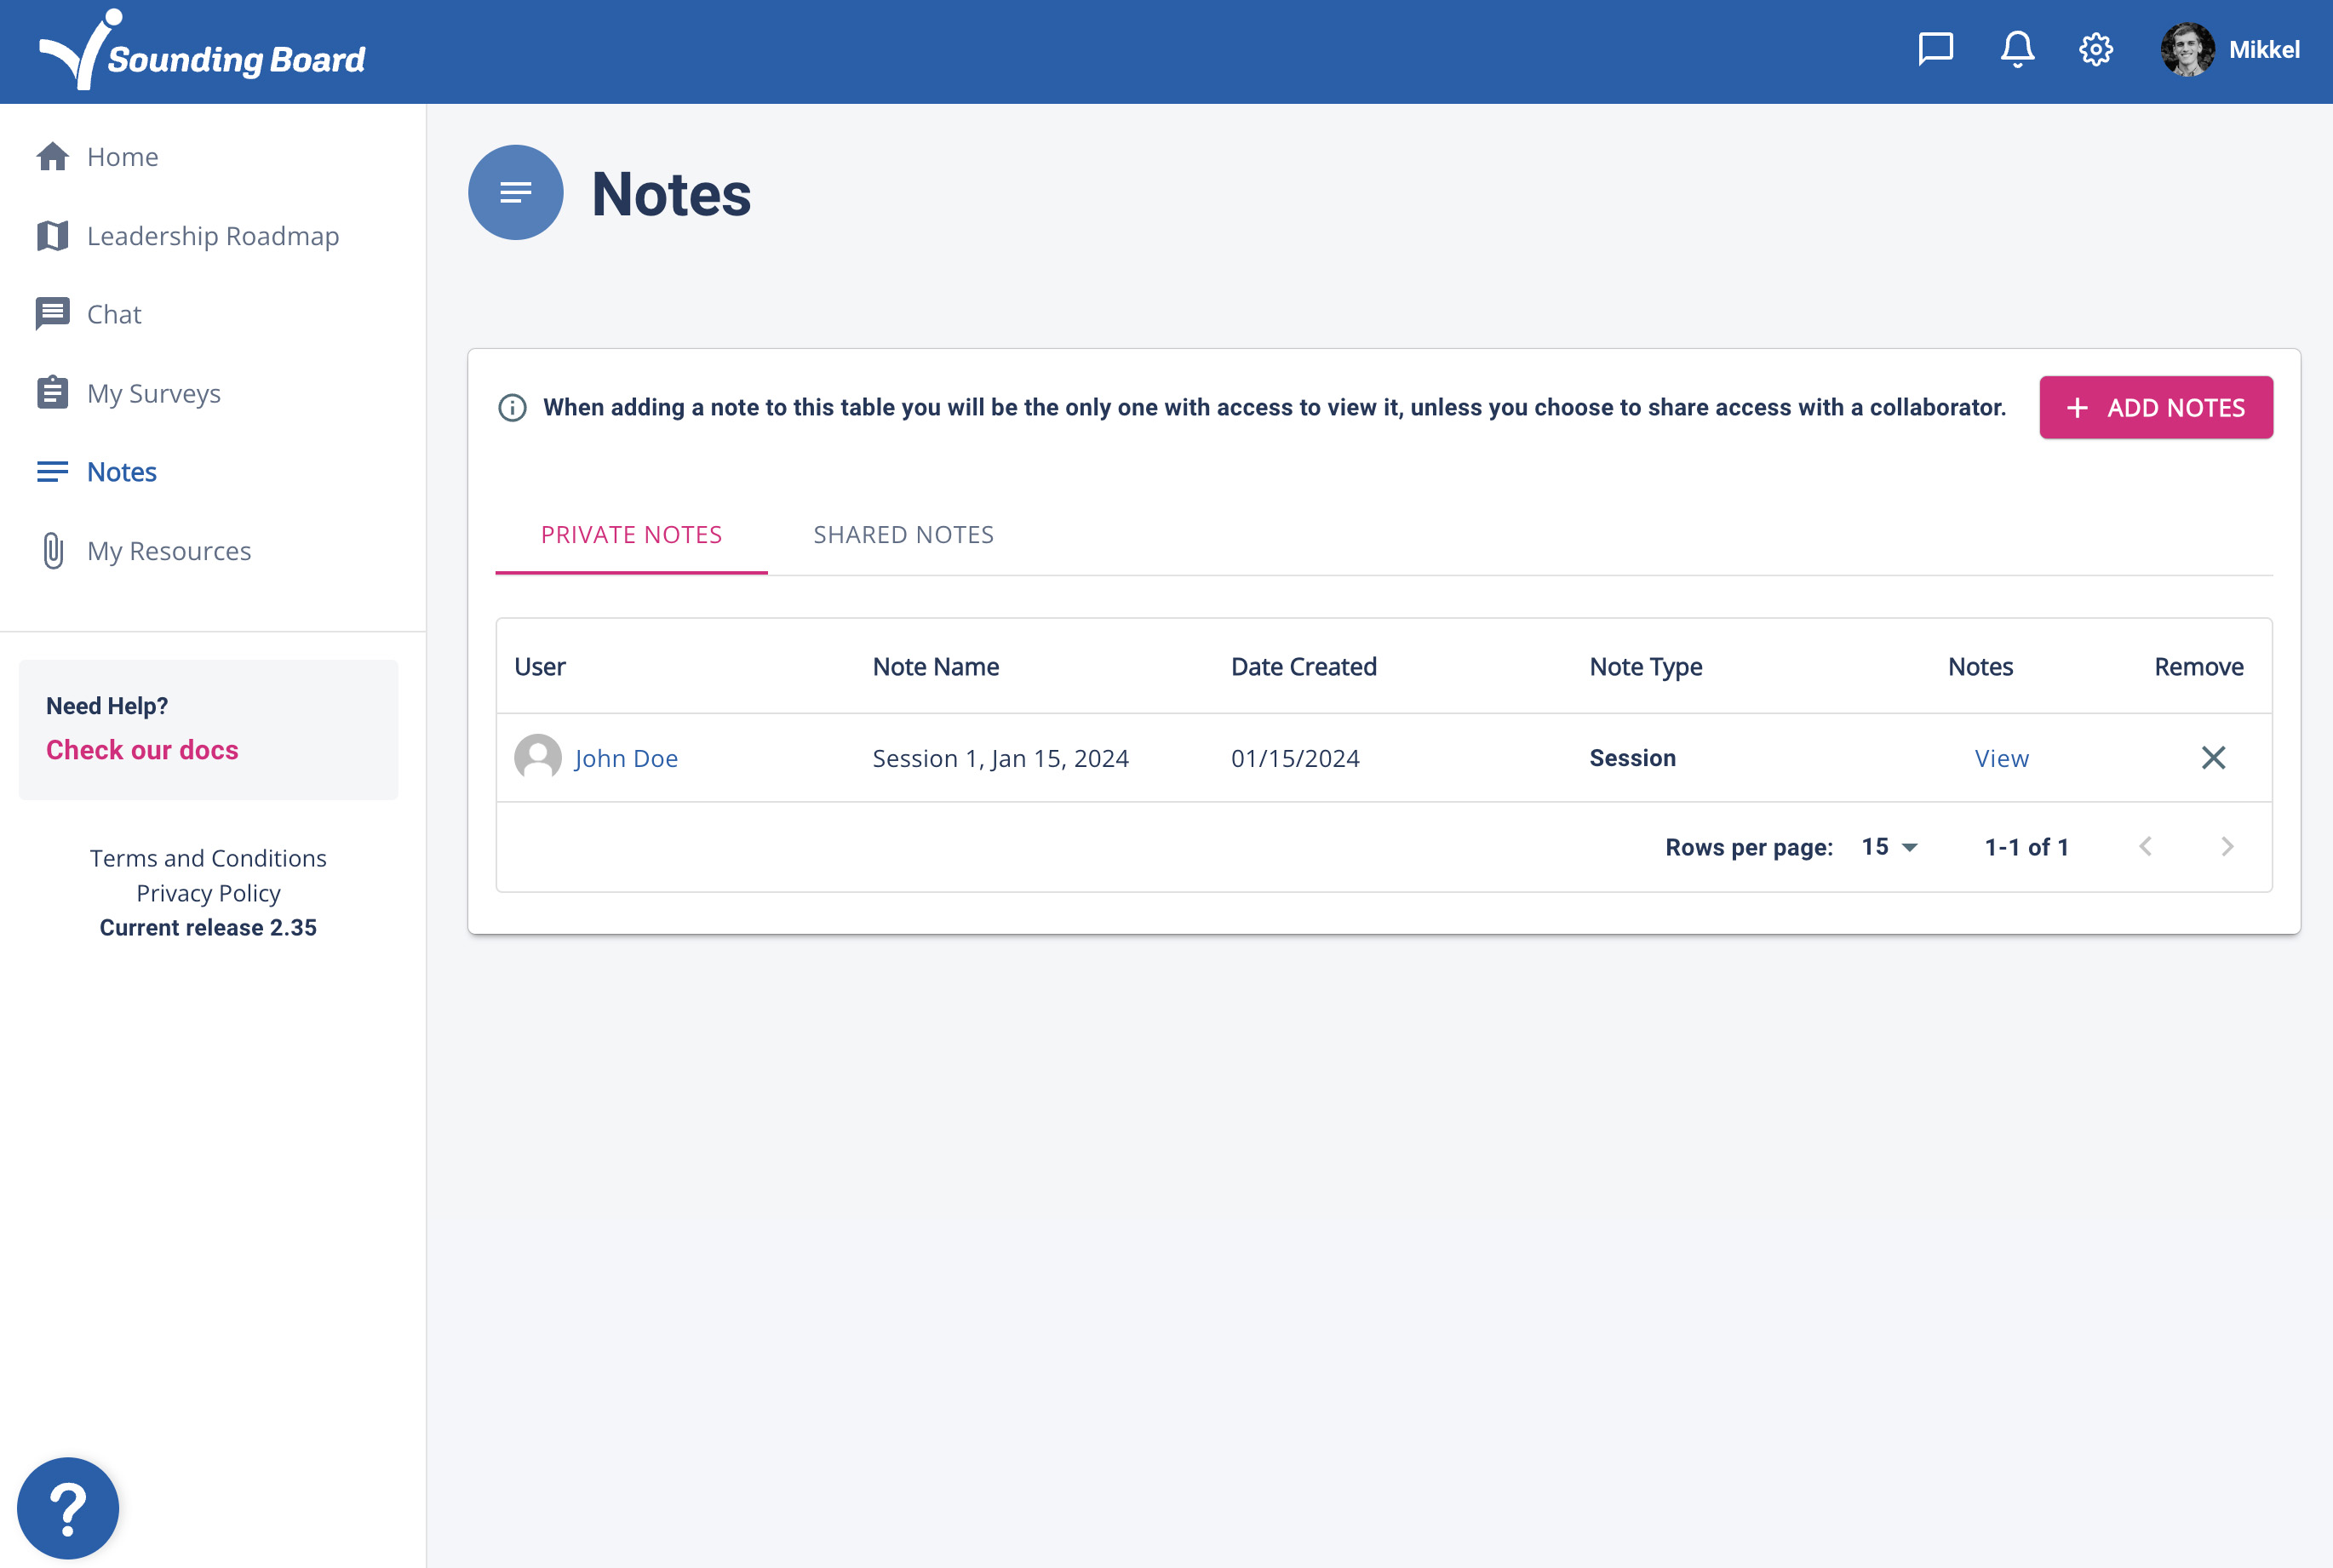 Sounding Board
Mikkel
Home
Leadership Roadmap
Chat
My Surveys
Notes
My Resources
Need Help?
Check our docs
Terms and Conditions
Privacy Policy
Current release 2.35
?
Notes
When adding a note to this table you will be the only one with access to view it, unless you choose to share access with a collaborator.
+ ADD NOTES
PRIVATE NOTES SHARED NOTES
User Note Name Date Created Note Type Notes Remove
John Doe Session 1, Jan 15, 2024 01/15/2024 Session View
Rows per page: 15 1-1 of 1